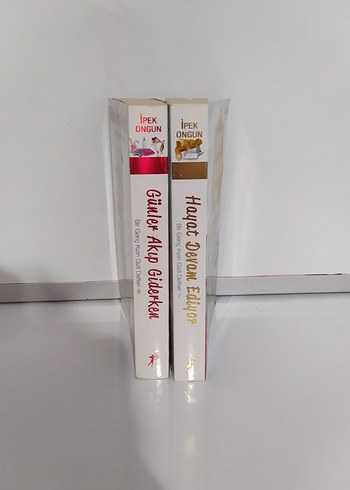 İPEK
ONGUN
Günler Akıp Giderken
Bir Genç Kızın Gizli Defteri
İPEK
ONGUN
Hayat Devam Ediyor
Bir Genç Kızın Gizli Defteri